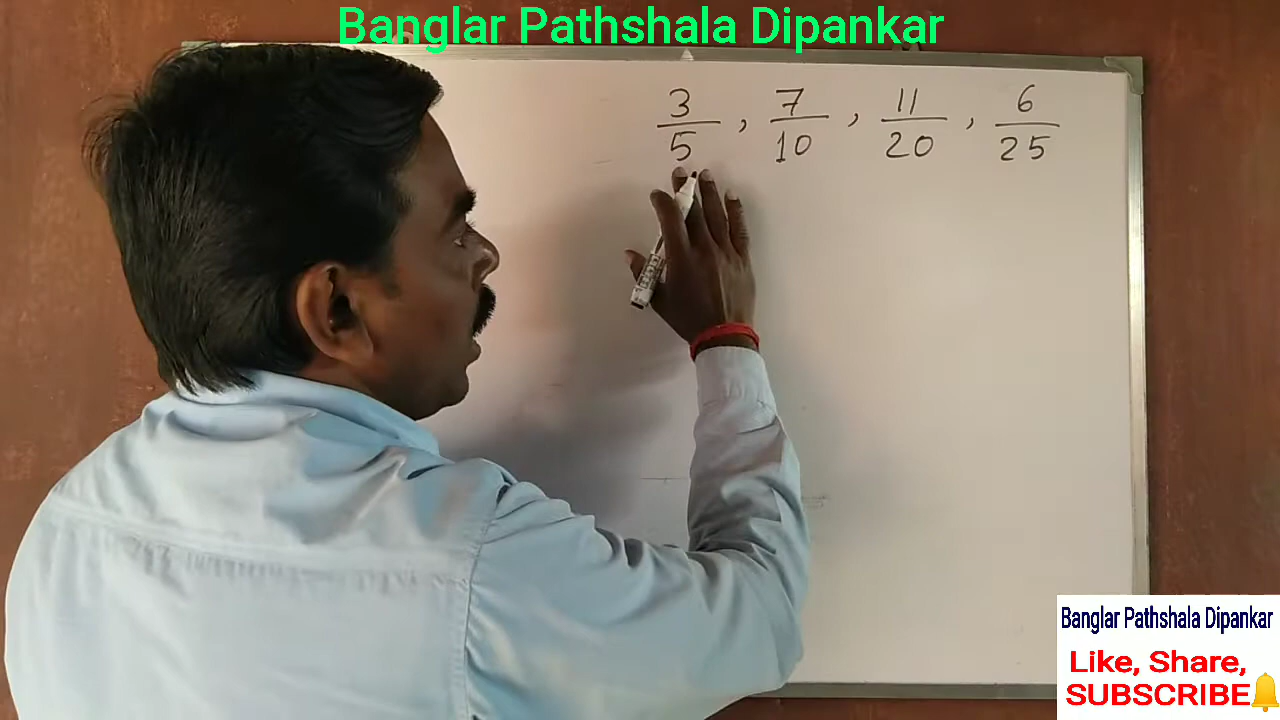 Banglar Pathshala Dipankar
3/5, 7/10, 11/20, 6/25
Banglar Pathshala Dipankar
Like, Share,
SUBSCRIBE